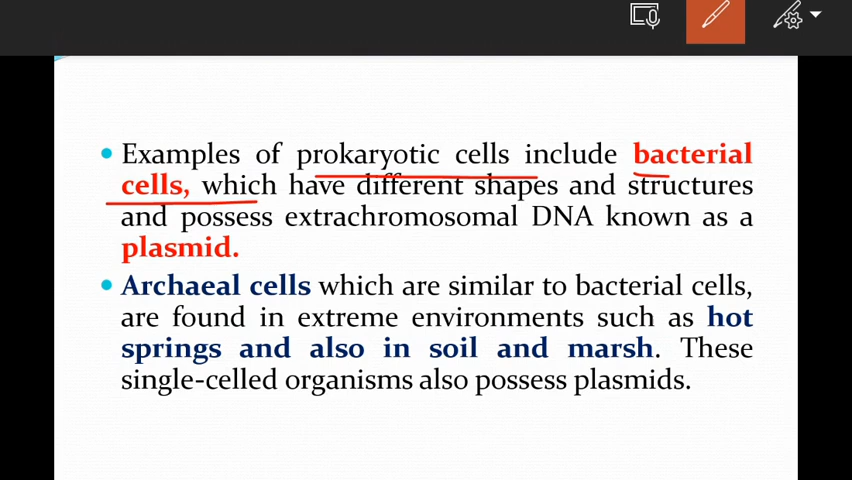 Examples of prokaryotic cells include bacterial
cells, which have different shapes and structures
and possess extrachromosomal DNA known as a
plasmid.
Archaeal cells which are similar to bacterial cells,
are found in extreme environments such as hot
springs and also in soil and marsh. These
single-celled organisms also possess plasmids.